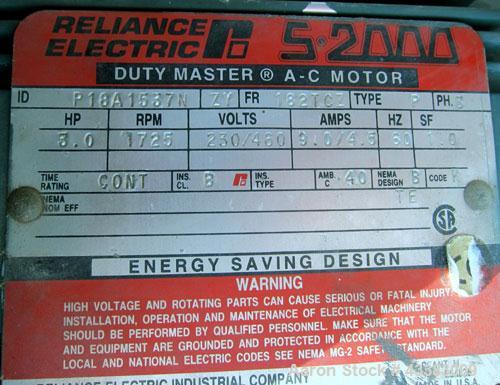 RELIANCE
ELECTRIC S-2000
DUTY MASTER ® A-C MOTOR
ID P18A1537N ZY FR 182TCZ TYPE P PH. 3
HP RPM VOLTS AMPS HZ SF
3.0 1725 230/460 9.0/4.5 60 1.0
TIME RATING CONT INS. CL. B INS. TYPE AMB. C 40 NEMA DESIGN B CODE K
NEMA NOM EFF TE
CSA
ENERGY SAVING DESIGN
WARNING
HIGH VOLTAGE AND ROTATING PARTS CAN CAUSE SERIOUS OR FATAL INJURY.
INSTALLATION, OPERATION AND MAINTENANCE OF ELECTRICAL MACHINERY
SHOULD BE PERFORMED BY QUALIFIED PERSONNEL. MAKE SURE THAT THE MOTOR
AND EQUIPMENT ARE GROUNDED AND PROTECTED IN ACCORDANCE WITH THE
LOCAL AND NATIONAL ELECTRIC CODES SEE NEMA MG-2 SAFETY STANDARD.
RELIANCE ELECTRIC INDUSTRIAL COMPANY
Aaron Stock #